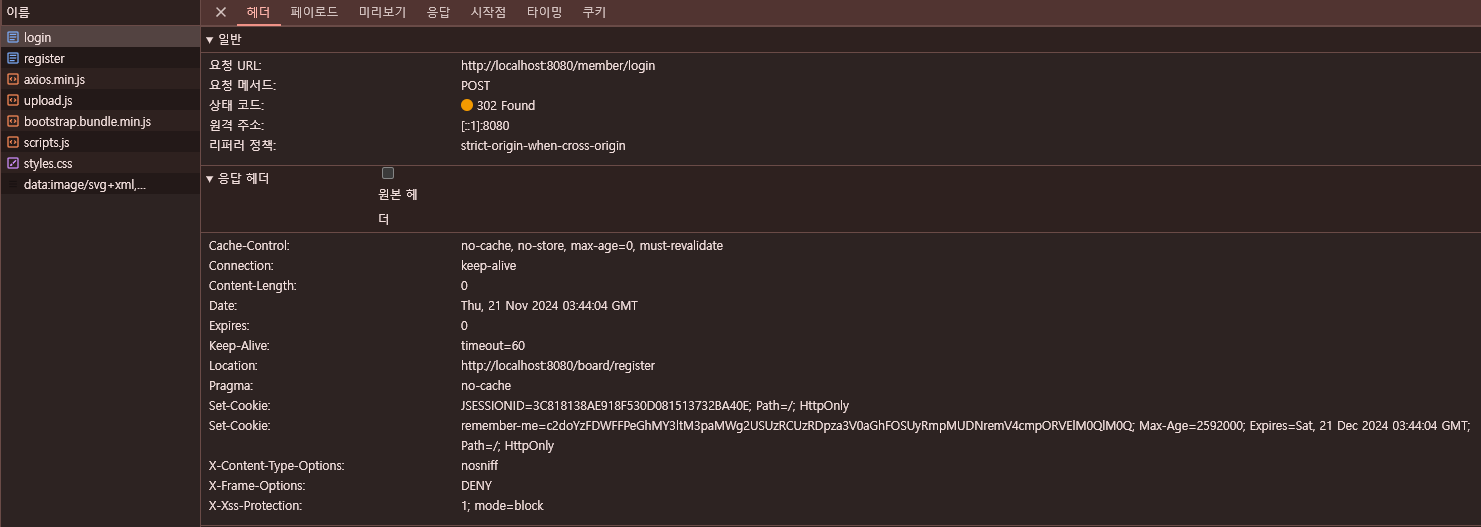 이름
login
register
axios.min.js
upload.js
bootstrap.bundle.min.js
scripts.js
styles.css
data:image/svg+xml,...
헤더 페이로드 미리보기 응답 시작점 타이밍 쿠키
▼ 일반
요청 URL: http://localhost:8080/member/login
요청 메서드: POST
상태 코드: 302 Found
원격 주소: [::1]:8080
리퍼러 정책: strict-origin-when-cross-origin
▼ 응답 헤더
원본 헤
더
Cache-Control: no-cache, no-store, max-age=0, must-revalidate
Connection: keep-alive
Content-Length: 0
Date: Thu, 21 Nov 2024 03:44:04 GMT
Expires: 0
Keep-Alive: timeout=60
Location: http://localhost:8080/board/register
Pragma: no-cache
Set-Cookie: JSESSIONID=3C818138AE918F530D081513732BA40E; Path=/; HttpOnly
Set-Cookie: remember-me=c2doYzFDWFFPeGhMY3ltM3paMWg2USUzRCUzRDpza3V0aGhFOSUyRmpMUDNremV4cmpORVElM0QlM0Q; Max-Age=2592000; Expires=Sat, 21 Dec 2024 03:44:04 GMT;
Path=/; HttpOnly
X-Content-Type-Options: nosniff
X-Frame-Options: DENY
X-Xss-Protection: 1; mode=block